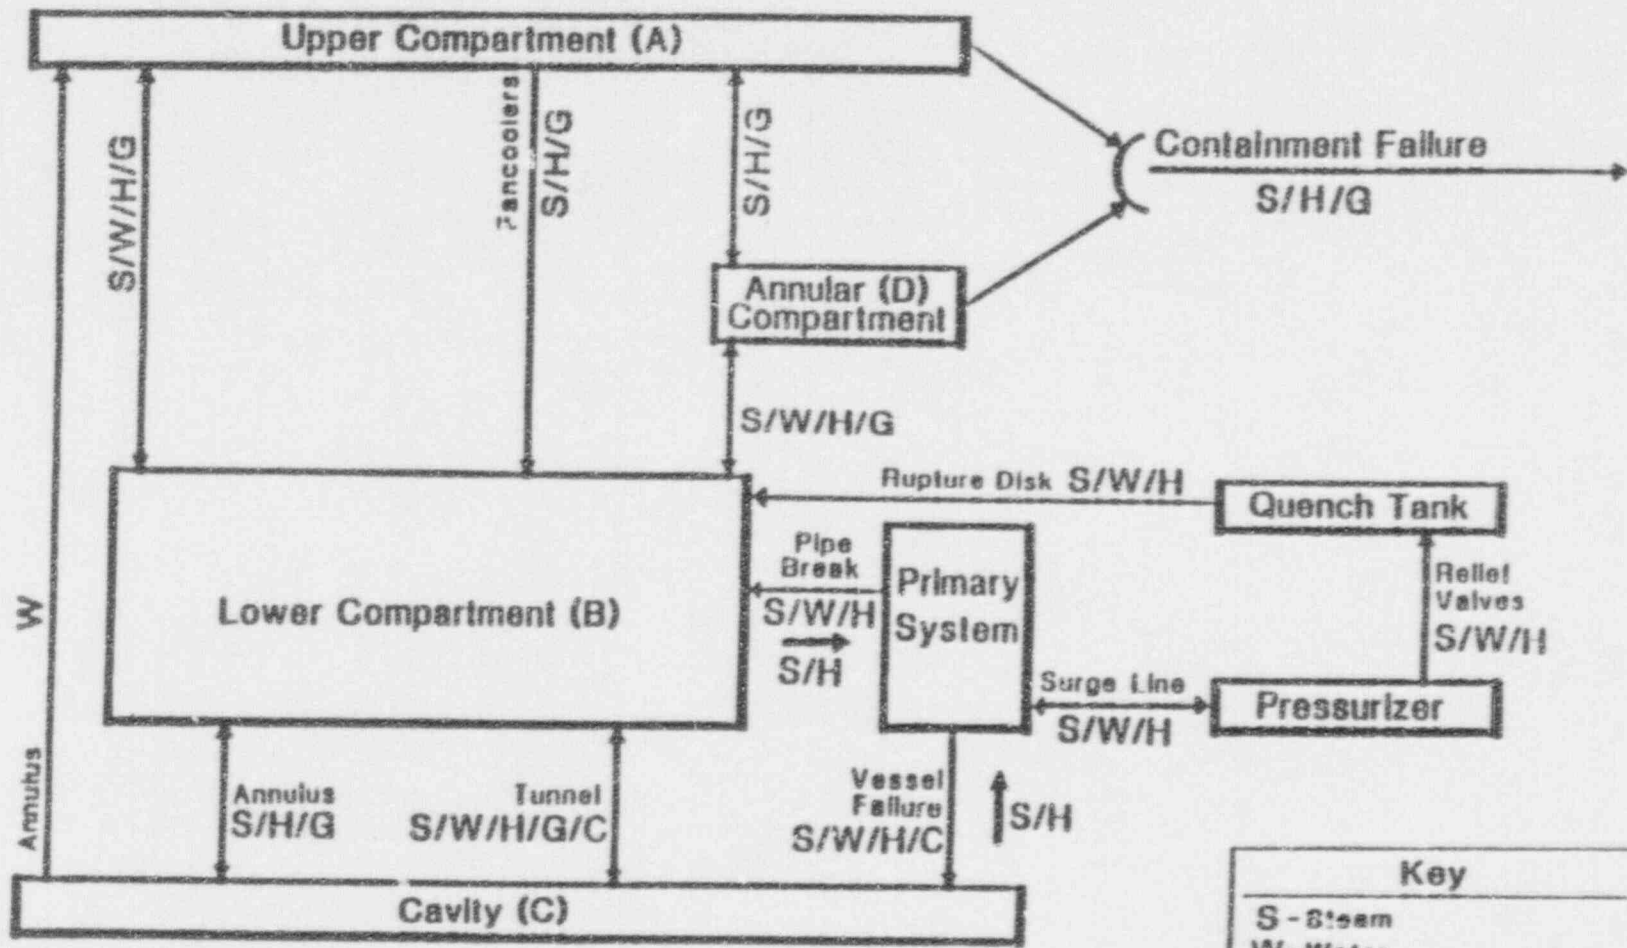 Upper Compartment (A)
Fancoolers
S/H/G
S/W/H/G
S/H/G
Containment Failure
S/H/G
Annular (D)
Compartment
S/W/H/G
Rupture Disk S/W/H
Quench Tank
Pipe
Break
S/W/H
S/H
Primary
System
Relief
Valves
S/W/H
Lower Compartment (B)
W
Annulus
Surge Line
S/W/H
Pressurizer
Annulus
S/H/G
Tunnel
S/W/H/G/C
Vessel
Failure
S/W/H/C
S/H
Cavity (C)
Key
S - Steam
W - Water